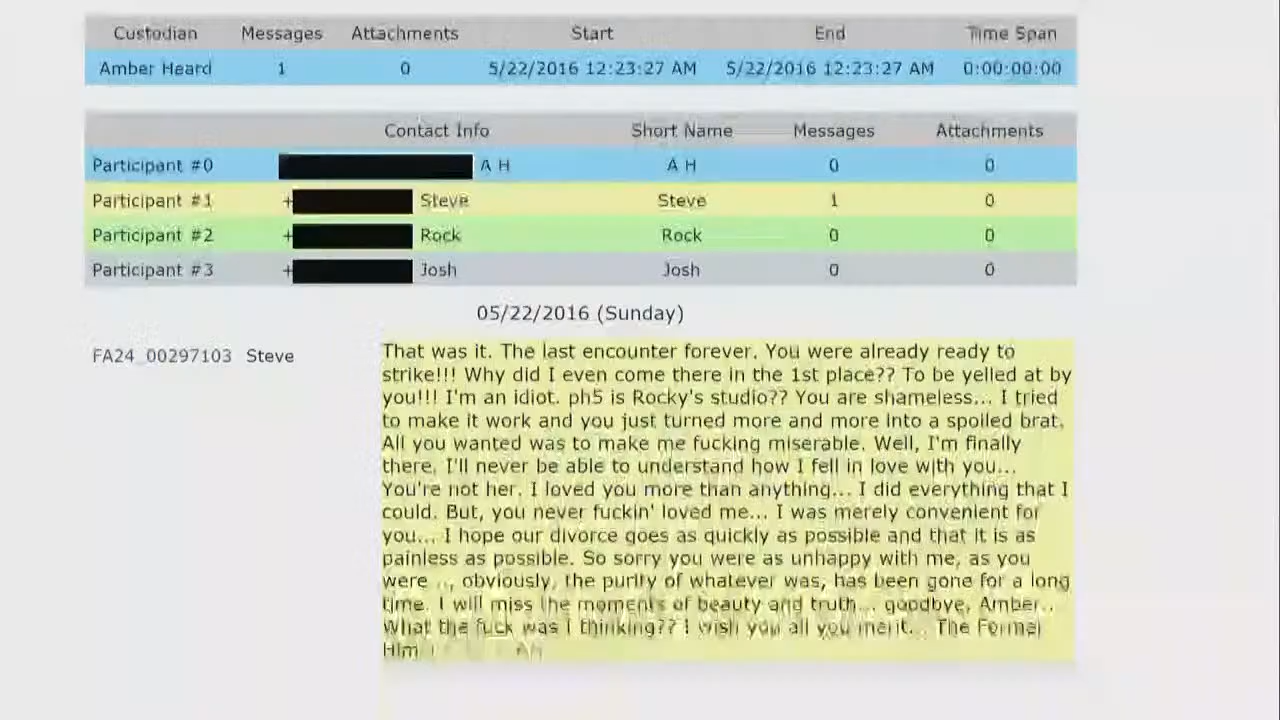 Custodian Messages Attachments Start End Time Span
Amber Heard 1 0 5/22/2016 12:23:27 AM 5/22/2016 12:23:27 AM 0:00:00:00
Contact Info Short Name Messages Attachments
Participant #0 A H A H 0 0
Participant #1 + Steve Steve 1 0
Participant #2 + Rock Rock 0 0
Participant #3 + Josh Josh 0 0
05/22/2016 (Sunday)
FA24_00297103 Steve
That was it. The last encounter forever. You were already ready to
strike!!! Why did I even come there in the 1st place?? To be yelled at by
you!!! I'm an idiot. ph5 is Rocky's studio?? You are shameless... I tried
to make it work and you just turned more and more into a spoiled brat.
All you wanted was to make me fucking miserable. Well, I'm finally
there. I'll never be able to understand how I fell in love with you...
You're not her. I loved you more than anything... I did everything that I
could. But, you never fuckin' loved me... I was merely convenient for
you... I hope our divorce goes as quickly as possible and that it is as
painless as possible. So sorry you were as unhappy with me, as you
were .., obviously, the purity of whatever was, has been gone for a long
time. I will miss the moments of beauty and truth... goodbye, Amber..
What the fuck was I thinking?? I wish you all you merit... The Former
Him